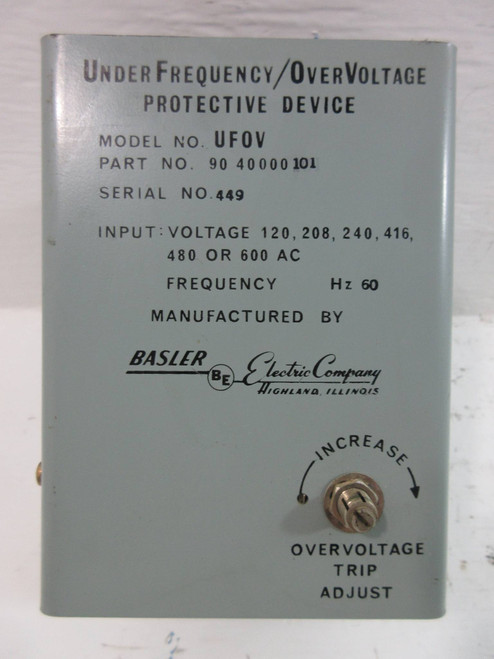 UNDERFREQUENCY/OVERVOLTAGE
PROTECTIVE DEVICE
MODEL NO. UFOV
PART NO. 90 40000 101
SERIAL NO. 449
INPUT: VOLTAGE 120, 208, 240, 416,
480 OR 600 AC
FREQUENCY Hz 60
MANUFACTURED BY
BASLER BE Electric Company
HIGHLAND, ILLINOIS
INCREASE
OVERVOLTAGE
TRIP
ADJUST